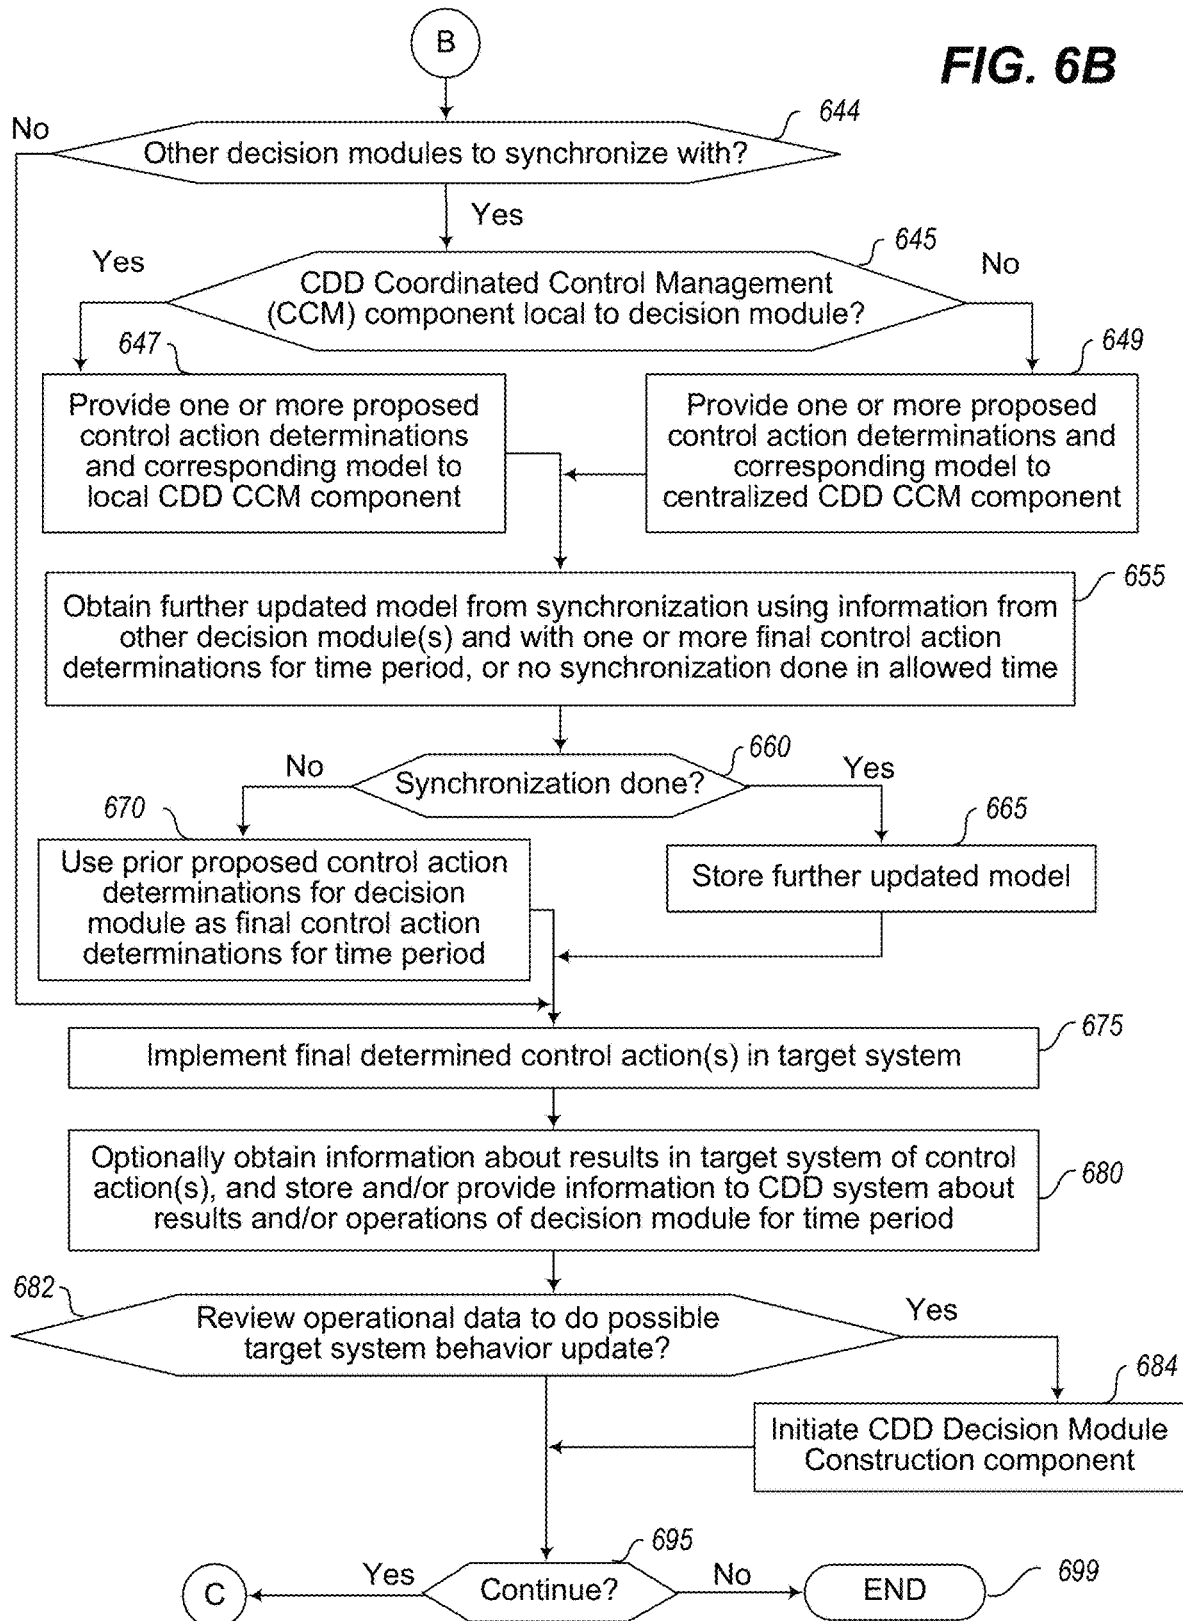 B
FIG. 6B
644
No
Other decision modules to synchronize with?
Yes
645
Yes
No
CDD Coordinated Control Management
(CCM) component local to decision module?
647
649
Provide one or more proposed
control action determinations
and corresponding model to
local CDD CCM component
Provide one or more proposed
control action determinations and
corresponding model to
centralized CDD CCM component
655
Obtain further updated model from synchronization using information from
other decision module(s) and with one or more final control action
determinations for time period, or no synchronization done in allowed time
660
No
Synchronization done?
Yes
670
665
Use prior proposed control action
determinations for decision
module as final control action
determinations for time period
Store further updated model
675
Implement final determined control action(s) in target system
680
Optionally obtain information about results in target system of control
action(s), and store and/or provide information to CDD system about
results and/or operations of decision module for time period
682
Review operational data to do possible
target system behavior update?
Yes
684
Initiate CDD Decision Module
Construction component
695
C
Yes
Continue?
No
END
699